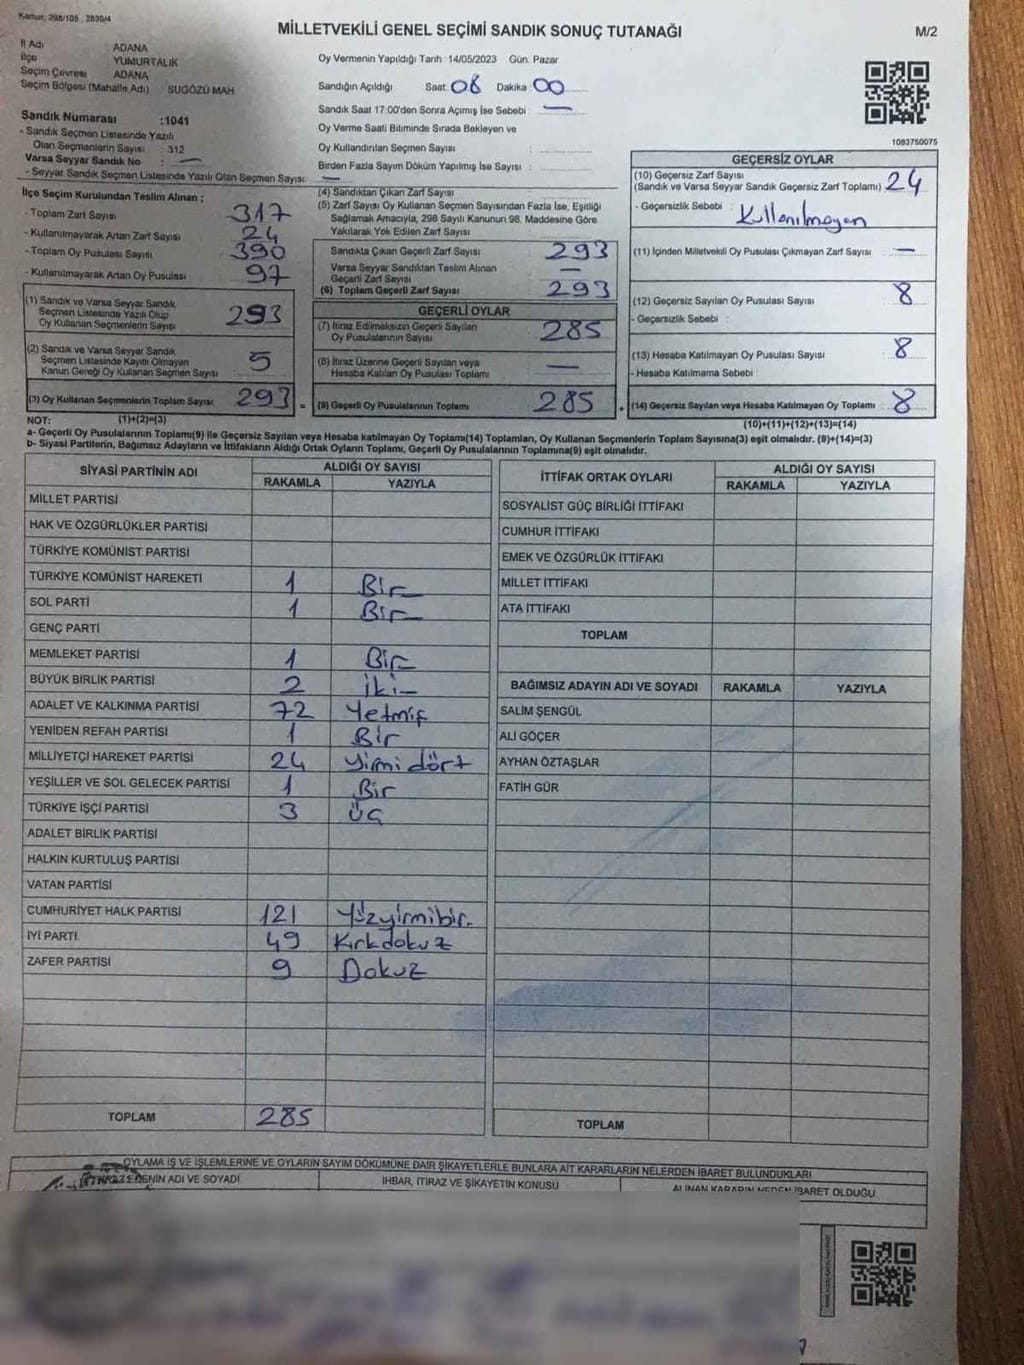 Kanun: 298/105, 2839/4
MİLLETVEKİLİ GENEL SEÇİMİ SANDIK SONUÇ TUTANAĞI
M/2
İl Adı : ADANA
İlçe : YUMURTALIK
Seçim Çevresi : ADANA
Seçim Bölgesi (Mahalle Adı) : SUGÖZÜ MAH
Sandık Numarası :1041
- Sandık Seçmen Listesinde Yazılı
Olan Seçmenlerin Sayısı : 312
Varsa Seyyar Sandık No : —
- Seyyar Sandık Seçmen Listesinde Yazılı Olan Seçmen Sayısı: —
Oy Vermenin Yapıldığı Tarih :14/05/2023 Gün: Pazar
Sandığın Açıldığı Saat: 08 Dakika: 00
Sandık Saat 17:00'den Sonra Açımış İse Sebebi : —
Oy Verme Saati Bitiminde Sırada Bekleyen ve
Oy Kullandırılan Seçmen Sayısı :
Birden Fazla Sayım Döküm Yapılmış İse Sayısı :
1083750075
İlçe Seçim Kurulundan Teslim Alınan ;
- Toplam Zarf Sayısı 317
- Kullanılmayarak Artan Zarf Sayısı 24
- Toplam Oy Pusulası Sayısı 390
- Kullanılmayarak Artan Oy Pusulası 97
(1) Sandık ve Varsa Seyyar Sandık
Seçmen Listesinde Yazılı Olup
Oy Kullanan Seçmenlerin Sayısı 293
(2) Sandık ve Varsa Seyyar Sandık
Seçmen Listesinde Kayıtlı Olmayan
Kanun Gereği Oy Kullanan Seçmen Sayısı 5
(3) Oy Kullanan Seçmenlerin Toplam Sayısı 293 =
(4) Sandıktan Çıkan Zarf Sayısı :
(5) Zarf Sayısı Oy Kullanan Seçmen Sayısından Fazla İse, Eşitliği
Sağlamak Amacıyla, 298 Sayılı Kanunun 98. Maddesine Göre
Yakılarak Yok Edilen Zarf Sayısı
Sandıkta Çıkan Geçerli Zarf Sayısı : 293
Varsa Seyyar Sandıktan Teslim Alınan
Geçerli Zarf Sayısı : —
(6) Toplam Geçerli Zarf Sayısı : 293
GEÇERLİ OYLAR
(7) İtiraz Edilmeksizin Geçerli Sayılan
Oy Pusulalarının Sayısı : 285
(8) İtiraz Üzerine Geçerli Sayılan veya
Hesaba Katılan Oy Pusulası Toplamı : —
(9) Geçerli Oy Pusulalarının Toplamı : 285 +
GEÇERSİZ OYLAR
(10) Geçersiz Zarf Sayısı
(Sandık ve Varsa Seyyar Sandık Geçersiz Zarf Toplamı) : 24
- Geçersizlik Sebebi : Kullanılmayan
(11) İçinden Milletvekili Oy Pusulası Çıkmayan Zarf Sayısı : —
(12) Geçersiz Sayılan Oy Pusulası Sayısı : 8
- Geçersizlik Sebebi :
(13) Hesaba Katılmayan Oy Pusulası Sayısı : 8
- Hesaba Katılmama Sebebi :
(14) Geçersiz Sayılan veya Hesaba Katılmayan Oy Toplamı : 8
NOT: (1)+(2)=(3)
(10)+(11)+(12)+(13)=(14)
a- Geçerli Oy Pusulalarının Toplamı(9) ile Geçersiz Sayılan veya Hesaba katılmayan Oy Toplamı(14) Toplamları, Oy Kullanan Seçmenlerin Toplam Sayısına(3) eşit olmalıdır. (9)+(14)=(3)
b- Siyasi Partilerin, Bağımsız Adayların ve İttifakların Aldığı Ortak Oyların Toplamı, Geçerli Oy Pusulalarının Toplamına(9) eşit olmalıdır.
SİYASİ PARTİNİN ADI ALDIĞI OY SAYISI
RAKAMLA YAZIYLA
MİLLET PARTİSİ
HAK VE ÖZGÜRLÜKLER PARTİSİ
TÜRKİYE KOMÜNİST PARTİSİ
TÜRKİYE KOMÜNİST HAREKETİ 1 Bir
SOL PARTİ 1 Bir
GENÇ PARTİ
MEMLEKET PARTİSİ 1 Bir
BÜYÜK BİRLİK PARTİSİ 2 İki
ADALET VE KALKINMA PARTİSİ 72 Yetmiş
YENİDEN REFAH PARTİSİ 1 Bir
MİLLİYETÇİ HAREKET PARTİSİ 24 Yirmi dört
YEŞİLLER VE SOL GELECEK PARTİSİ 1 Bir
TÜRKİYE İŞÇİ PARTİSİ 3 Üç
ADALET BİRLİK PARTİSİ
HALKIN KURTULUŞ PARTİSİ
VATAN PARTİSİ
CUMHURİYET HALK PARTİSİ 121 Yüzyirmibir
İYİ PARTİ 49 Kırkdokuz
ZAFER PARTİSİ 9 Dokuz
TOPLAM 285
İTTİFAK ORTAK OYLARI ALDIĞI OY SAYISI
RAKAMLA YAZIYLA
SOSYALİST GÜÇ BİRLİĞİ İTTİFAKI
CUMHUR İTTİFAKI
EMEK VE ÖZGÜRLÜK İTTİFAKI
MİLLET İTTİFAKI
ATA İTTİFAKI
TOPLAM
BAĞIMSIZ ADAYIN ADI VE SOYADI RAKAMLA YAZIYLA
SALİM ŞENGÜL
ALİ GÖÇER
AYHAN ÖZTAŞLAR
FATİH GÜR
TOPLAM
OYLAMA İŞ VE İŞLEMLERİNE VE OYLARIN SAYIM DÖKÜMÜNE DAİR ŞİKAYETLERLE BUNLARA AİT KARARLARIN NELERDEN İBARET BULUNDUKLARI
İTİRAZ EDENİN ADI VE SOYADI İHBAR, İTİRAZ VE ŞİKAYETİN KONUSU ALINAN KARARIN NEDEN İBARET OLDUĞU